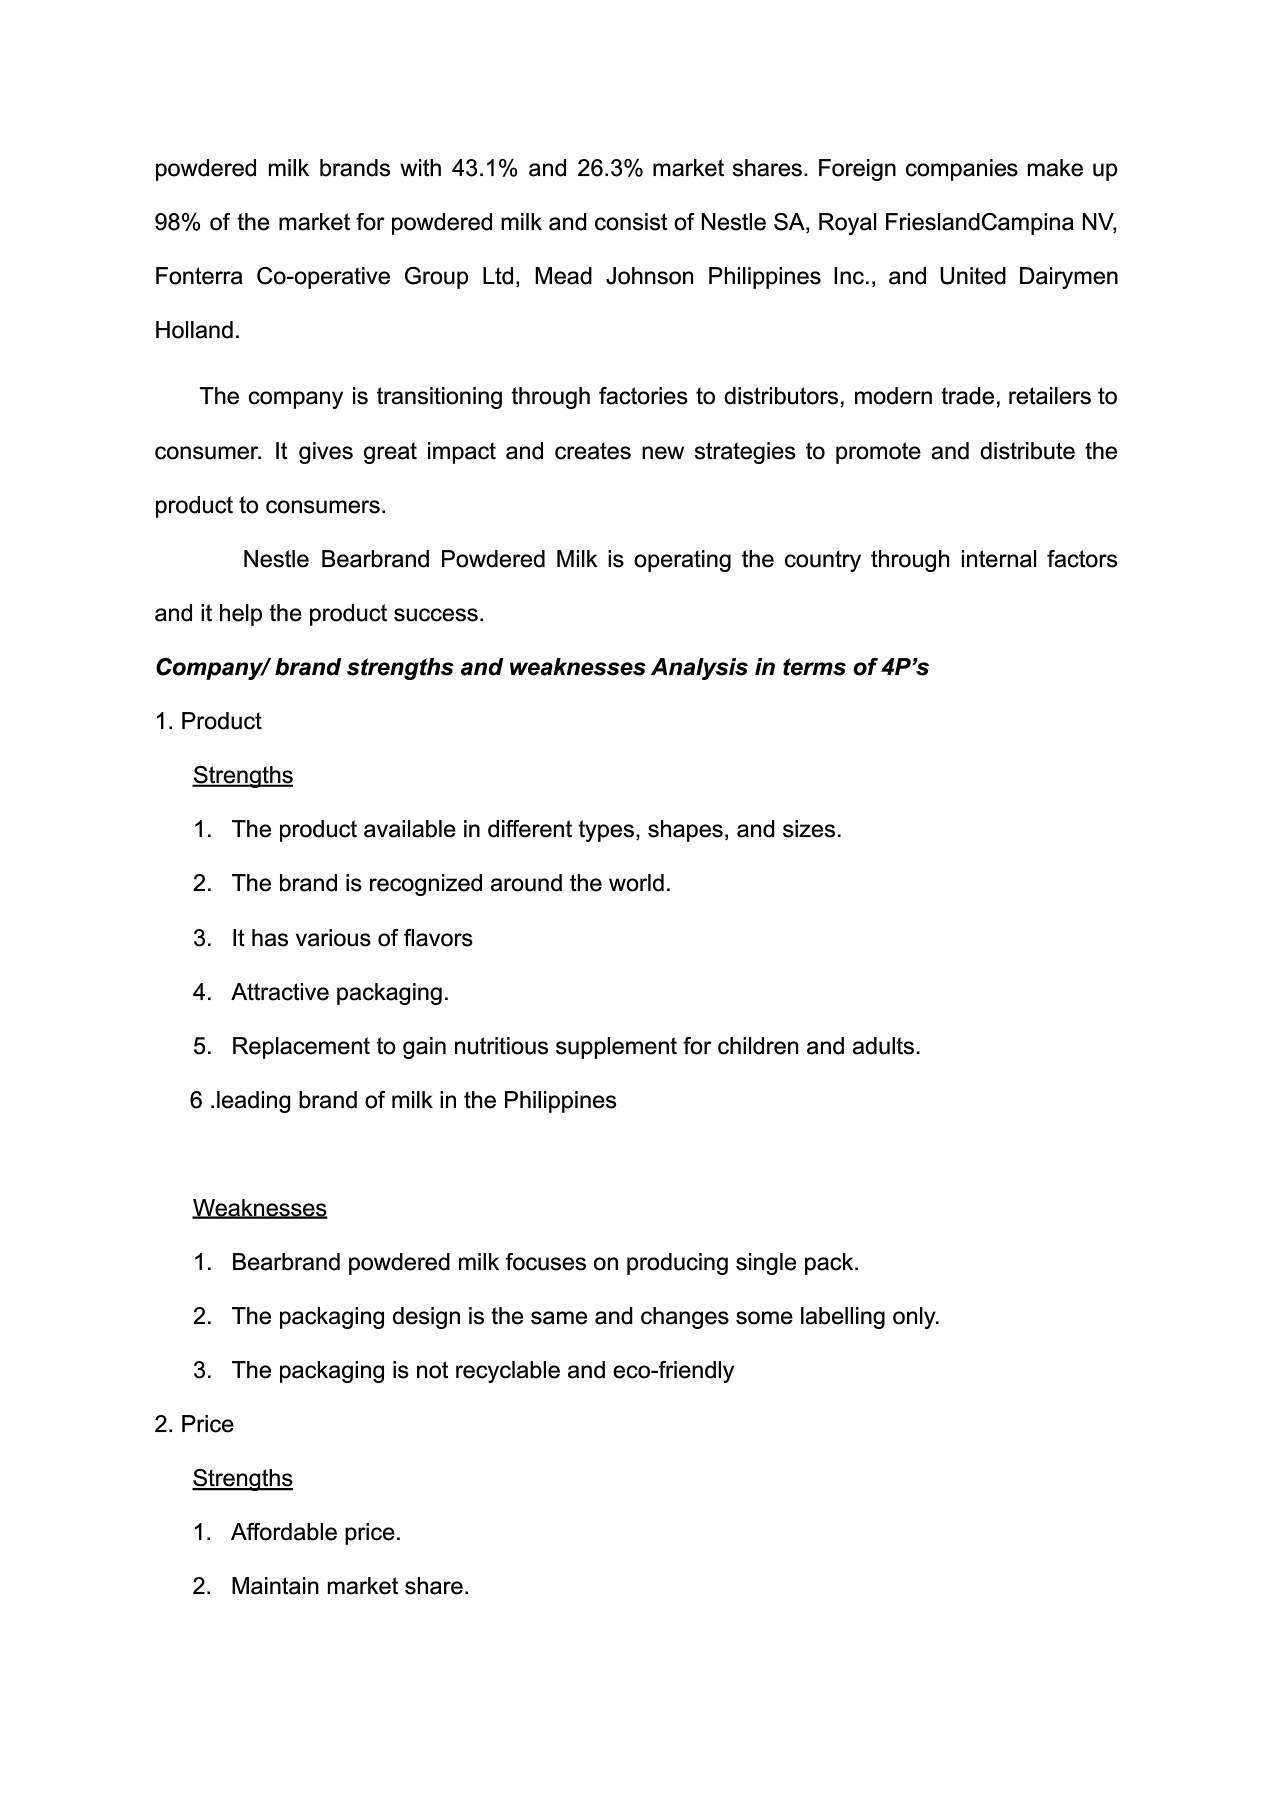 powdered milk brands with 43.1% and 26.3% market shares. Foreign companies make up
98% of the market for powdered milk and consist of Nestle SA, Royal FrieslandCampina NV,
Fonterra Co-operative Group Ltd, Mead Johnson Philippines Inc., and United Dairymen
Holland.
The company is transitioning through factories to distributors, modern trade, retailers to
consumer. It gives great impact and creates new strategies to promote and distribute the
product to consumers.
Nestle Bearbrand Powdered Milk is operating the country through internal factors
and it help the product success.
Company/ brand strengths and weaknesses Analysis in terms of 4P’s
1. Product
Strengths
1. The product available in different types, shapes, and sizes.
2. The brand is recognized around the world.
3. It has various of flavors
4. Attractive packaging.
5. Replacement to gain nutritious supplement for children and adults.
6 .leading brand of milk in the Philippines
Weaknesses
1. Bearbrand powdered milk focuses on producing single pack.
2. The packaging design is the same and changes some labelling only.
3. The packaging is not recyclable and eco-friendly
2. Price
Strengths
1. Affordable price.
2. Maintain market share.